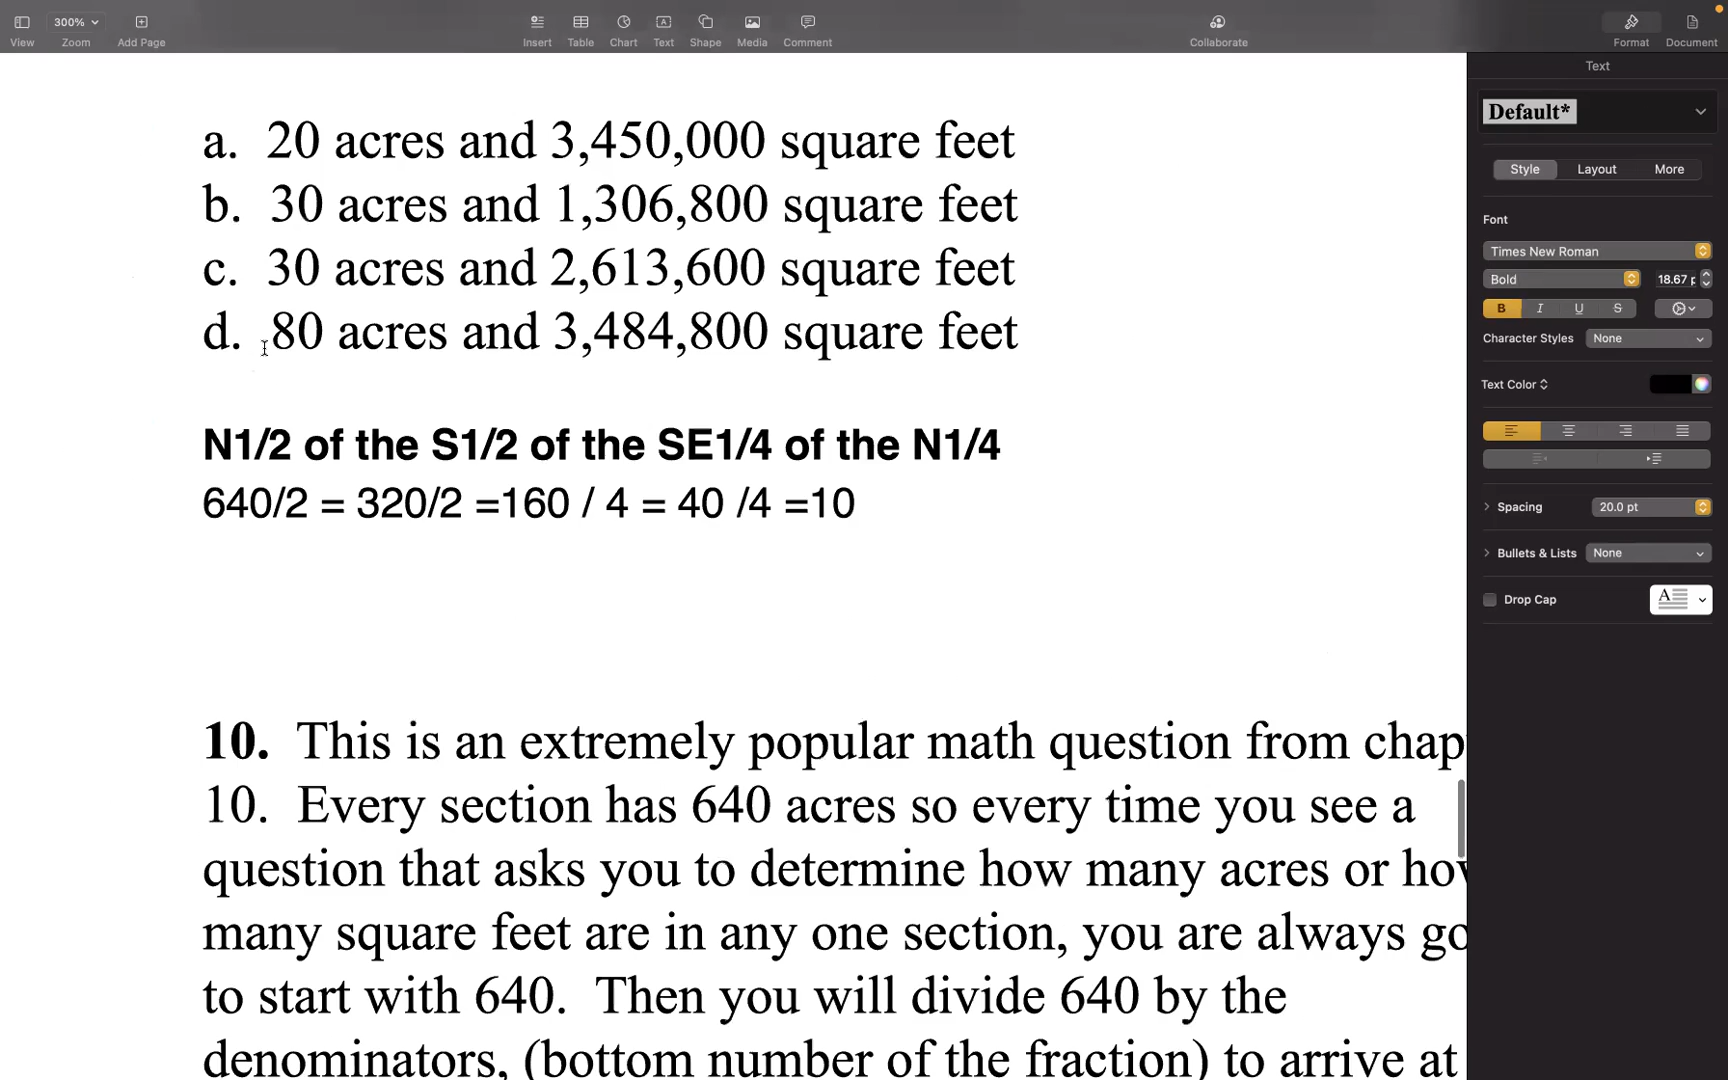 300%
View
Zoom
Add Page
Insert
Table
Chart
Text
Shape
Media
Comment
Collaborate
Format
Document
a. 20 acres and 3,450,000 square feet
b. 30 acres and 1,306,800 square feet
c. 30 acres and 2,613,600 square feet
d. 80 acres and 3,484,800 square feet
N1/2 of the S1/2 of the SE1/4 of the N1/4
640/2 = 320/2 =160 / 4 = 40 /4 =10
10. This is an extremely popular math question from chap
10. Every section has 640 acres so every time you see a
question that asks you to determine how many acres or how
many square feet are in any one section, you are always go
to start with 640. Then you will divide 640 by the
denominators, (bottom number of the fraction) to arrive at
Text
Default*
Style Layout More
Font
Times New Roman
Bold 18.67 p
B I U S
Character Styles None
Text Color
Spacing 20.0 pt
Bullets & Lists None
Drop Cap A